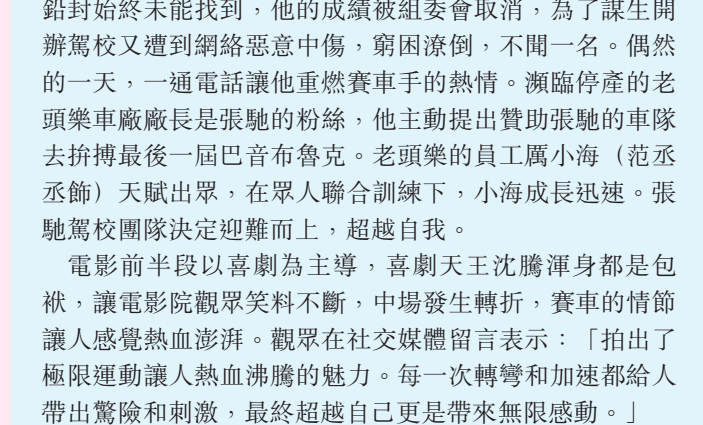 鉛封始終未能找到，他的成績被組委會取消，為了謀生開
辦駕校又遭到網絡惡意中傷，窮困潦倒，不聞一名。偶然
的一天，一通電話讓他重燃賽車手的熱情。瀕臨停產的老
頭樂車廠廠長是張馳的粉絲，他主動提出贊助張馳的車隊
去拚搏最後一屆巴音布魯克。老頭樂的員工厲小海（范丞
丞飾）天賦出眾，在眾人聯合訓練下，小海成長迅速。張
馳駕校團隊決定迎難而上，超越自我。
電影前半段以喜劇為主導，喜劇天王沈騰渾身都是包
袱，讓電影院觀眾笑料不斷，中場發生轉折，賽車的情節
讓人感覺熱血澎湃。觀眾在社交媒體留言表示：「拍出了
極限運動讓人熱血沸騰的魅力。每一次轉彎和加速都給人
帶出驚險和刺激，最終超越自己更是帶來無限感動。」